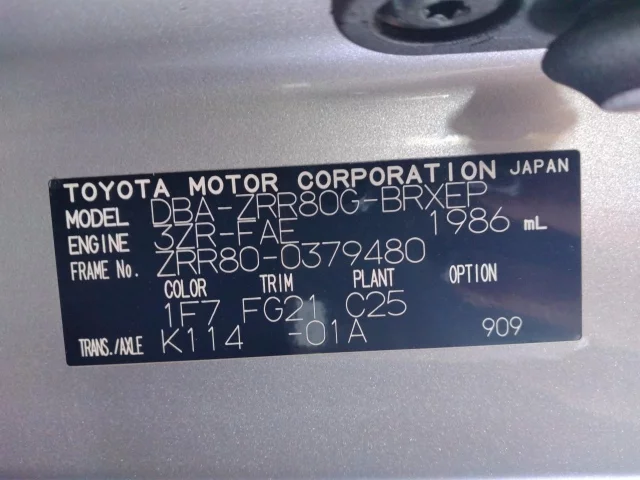 TOYOTA MOTOR CORPORATION JAPAN
MODEL DBA-ZRR80G-BRXEP
ENGINE 3ZR-FAE 1986 mL
FRAME No. ZRR80-0379480
COLOR TRIM PLANT OPTION
1F7 FG21 C25
TRANS./AXLE K114 -01A 909